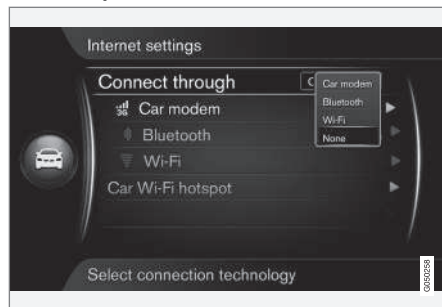 Internet settings
Connect through
Car modem
Bluetooth
Wi-Fi
None
3G Car modem
Bluetooth
Wi-Fi
Car Wi-Fi hotspot
Select connection technology
G050258